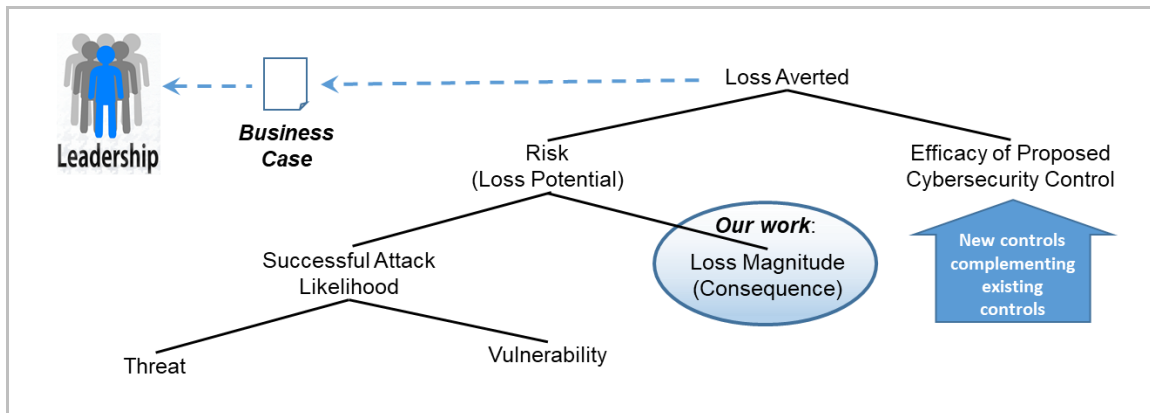 Loss Averted
Leadership
Business
Case
Risk
(Loss Potential)
Efficacy of Proposed
Cybersecurity Control
Our work:
Loss Magnitude
(Consequence)
New controls
complementing
existing
controls
Successful Attack
Likelihood
Threat
Vulnerability